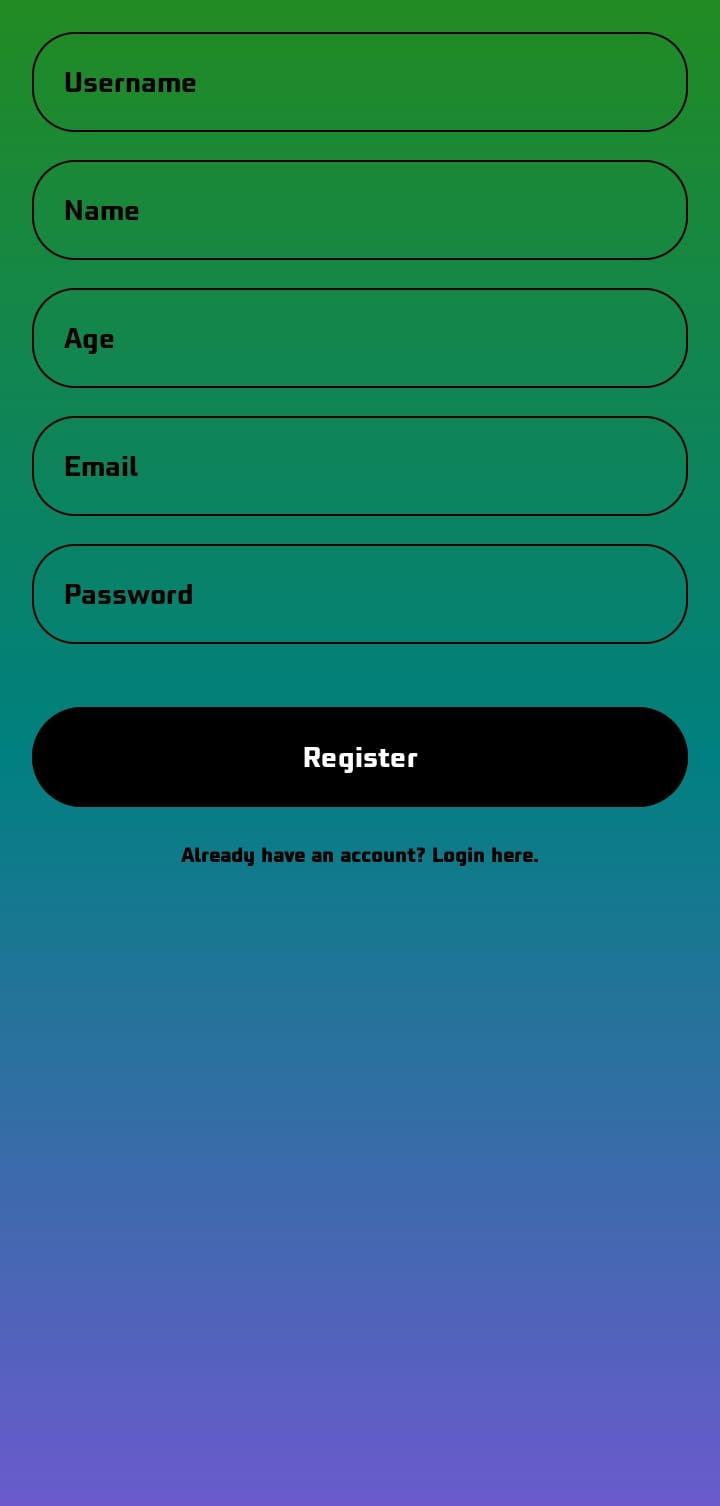 Username
Name
Age
Email
Password
Register
Already have an account? Login here.